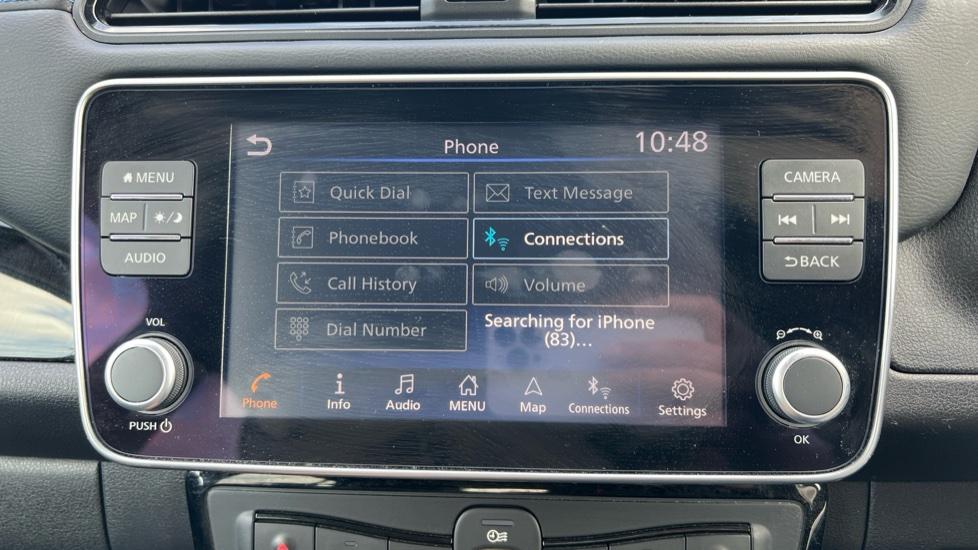 Phone
10:48
Quick Dial
Text Message
Phonebook
Connections
Call History
Volume
Dial Number
Searching for iPhone
(83)...
Phone
Info
Audio
MENU
Map
Connections
Settings
MENU
MAP
AUDIO
VOL
PUSH
CAMERA
BACK
OK